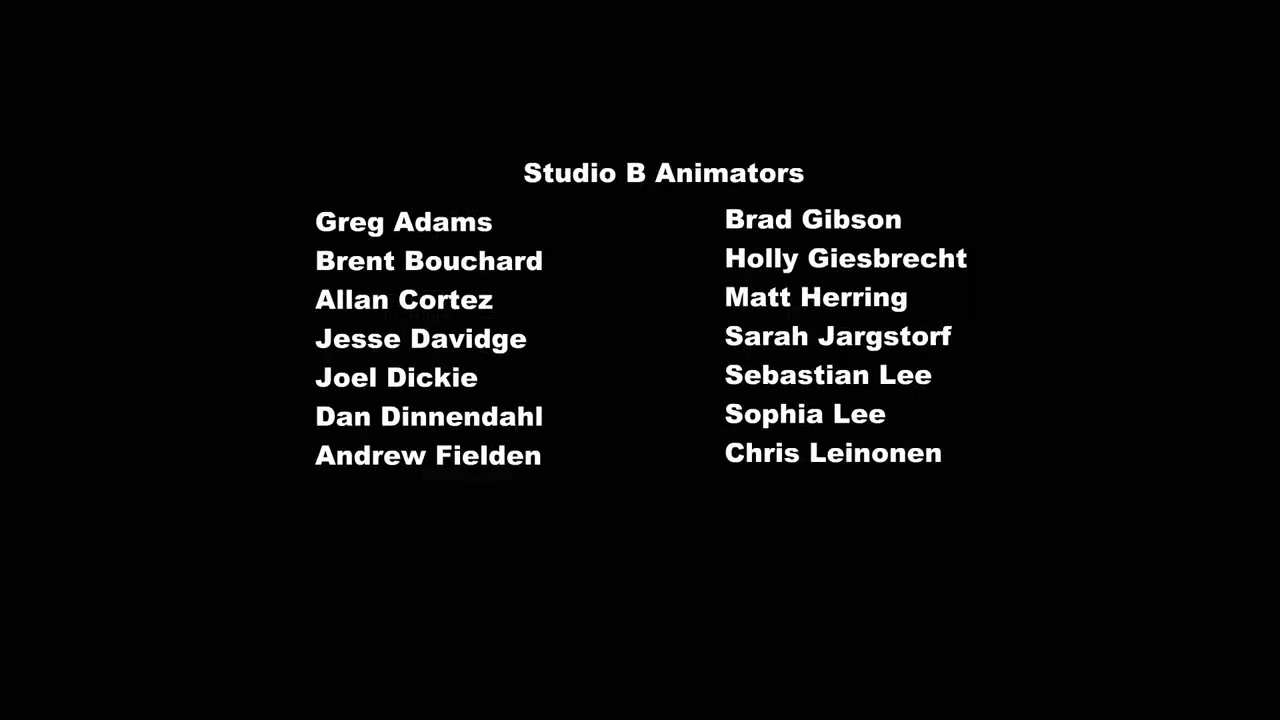 Studio B Animators
Greg Adams
Brent Bouchard
Allan Cortez
Jesse Davidge
Joel Dickie
Dan Dinnendahl
Andrew Fielden
Brad Gibson
Holly Giesbrecht
Matt Herring
Sarah Jargstorf
Sebastian Lee
Sophia Lee
Chris Leinonen